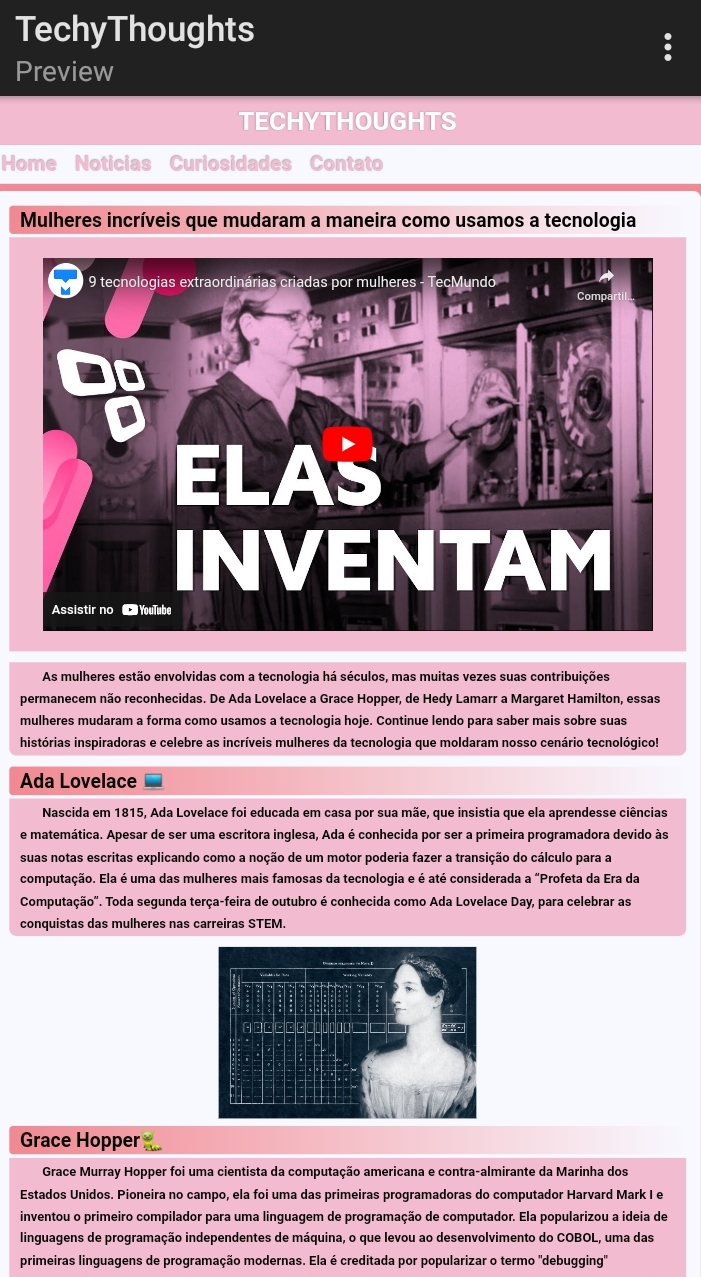 TechyThoughts
Preview
TECHYTHOUGHTS
Home Noticias Curiosidades Contato
Mulheres incríveis que mudaram a maneira como usamos a tecnologia
9 tecnologias extraordinárias criadas por mulheres - TecMundo
Compartil...
ELAS
INVENTAM
Assistir no YouTube
As mulheres estão envolvidas com a tecnologia há séculos, mas muitas vezes suas contribuições
permanecem não reconhecidas. De Ada Lovelace a Grace Hopper, de Hedy Lamarr a Margaret Hamilton, essas
mulheres mudaram a forma como usamos a tecnologia hoje. Continue lendo para saber mais sobre suas
histórias inspiradoras e celebre as incríveis mulheres da tecnologia que moldaram nosso cenário tecnológico!
Ada Lovelace 💻
Nascida em 1815, Ada Lovelace foi educada em casa por sua mãe, que insistia que ela aprendesse ciências
e matemática. Apesar de ser uma escritora inglesa, Ada é conhecida por ser a primeira programadora devido às
suas notas escritas explicando como a noção de um motor poderia fazer a transição do cálculo para a
computação. Ela é uma das mulheres mais famosas da tecnologia e é até considerada a “Profeta da Era da
Computação”. Toda segunda terça-feira de outubro é conhecida como Ada Lovelace Day, para celebrar as
conquistas das mulheres nas carreiras STEM.
Grace Hopper🐛
Grace Murray Hopper foi uma cientista da computação americana e contra-almirante da Marinha dos
Estados Unidos. Pioneira no campo, ela foi uma das primeiras programadoras do computador Harvard Mark I e
inventou o primeiro compilador para uma linguagem de programação de computador. Ela popularizou a ideia de
linguagens de programação independentes de máquina, o que levou ao desenvolvimento do COBOL, uma das
primeiras linguagens de programação modernas. Ela é creditada por popularizar o termo "debugging"